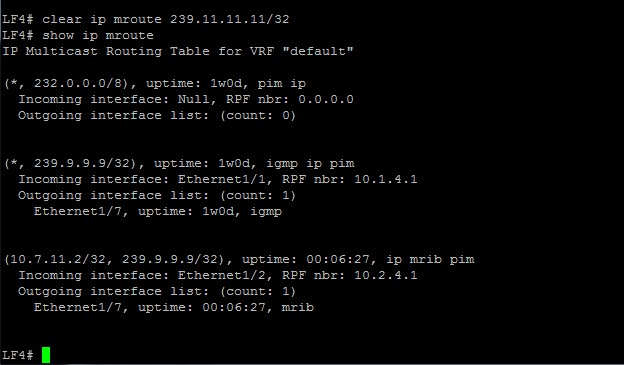 LF4# clear ip mroute 239.11.11.11/32
LF4# show ip mroute
IP Multicast Routing Table for VRF "default"
(*, 232.0.0.0/8), uptime: 1w0d, pim ip
Incoming interface: Null, RPF nbr: 0.0.0.0
Outgoing interface list: (count: 0)
(*, 239.9.9.9/32), uptime: 1w0d, igmp ip pim
Incoming interface: Ethernet1/1, RPF nbr: 10.1.4.1
Outgoing interface list: (count: 1)
Ethernet1/7, uptime: 1w0d, igmp
(10.7.11.2/32, 239.9.9.9/32), uptime: 00:06:27, ip mrib pim
Incoming interface: Ethernet1/2, RPF nbr: 10.2.4.1
Outgoing interface list: (count: 1)
Ethernet1/7, uptime: 00:06:27, mrib
LF4#